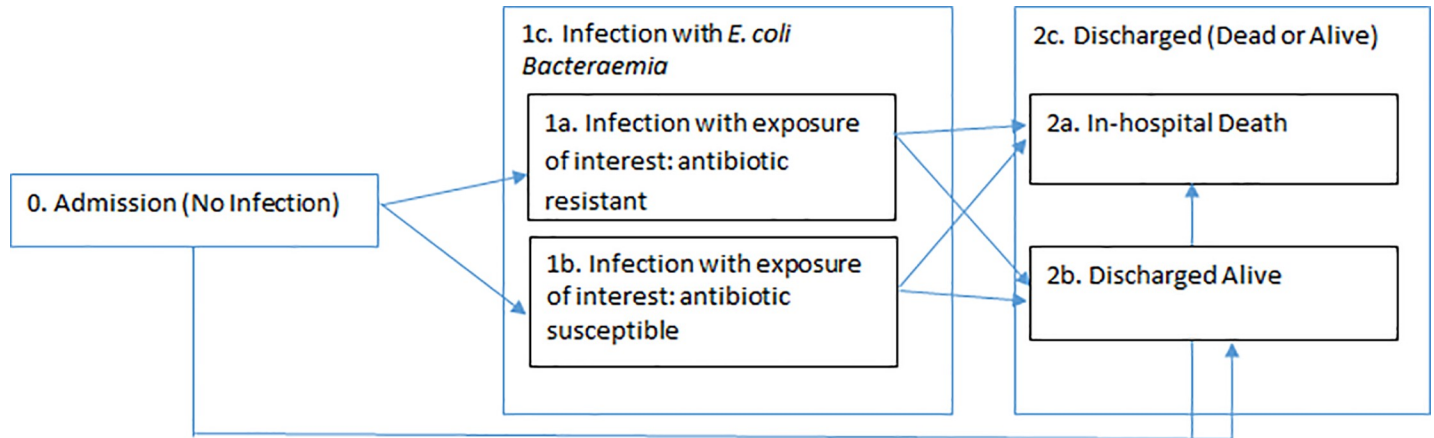 0. Admission (No Infection)
1c. Infection with E. coli
Bacteraemia
1a. Infection with exposure
of interest: antibiotic
resistant
1b. Infection with exposure
of interest: antibiotic
susceptible
2c. Discharged (Dead or Alive)
2a. In-hospital Death
2b. Discharged Alive